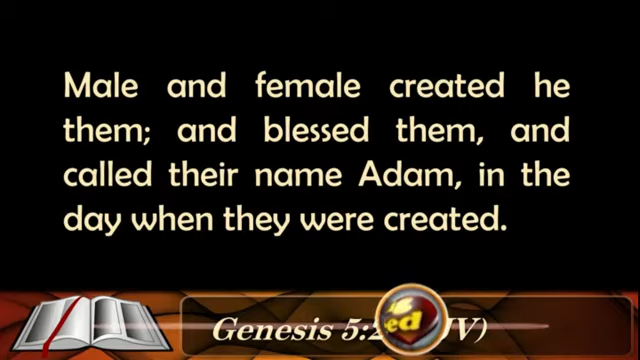 Male and female created he
them; and blessed them, and
called their name Adam, in the
day when they were created.
Genesis 5:2